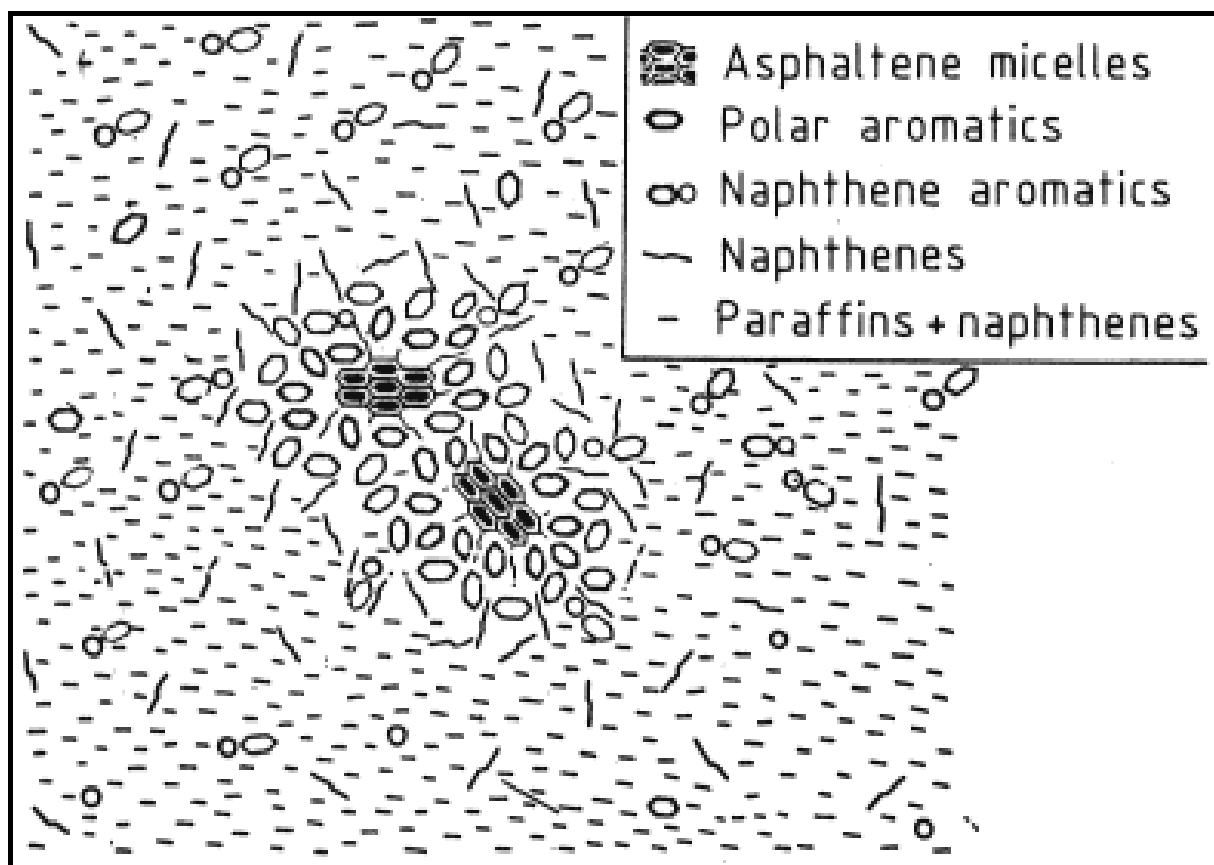 Asphaltene micelles
Polar aromatics
Naphthene aromatics
Naphthenes
Paraffins + naphthenes